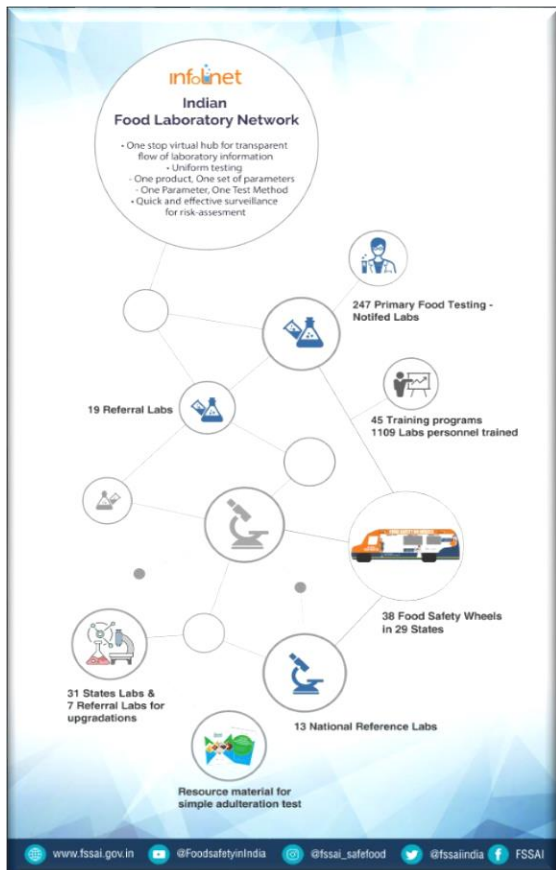 infolnet
Indian
Food Laboratory Network
• One stop virtual hub for transparent
flow of laboratory information
• Uniform testing
- One product, One set of parameters
- One Parameter, One Test Method
• Quick and effective surveillance
for risk-assesment
247 Primary Food Testing -
Notifed Labs
19 Referral Labs
45 Training programs
1109 Labs personnel trained
38 Food Safety Wheels
in 29 States
31 States Labs &
7 Referral Labs for
upgradations
13 National Reference Labs
Resource material for
simple adulteration test
www.fssai.gov.in
@FoodsafetyinIndia
@fssai_safefood
@fssaiindia
FSSAI